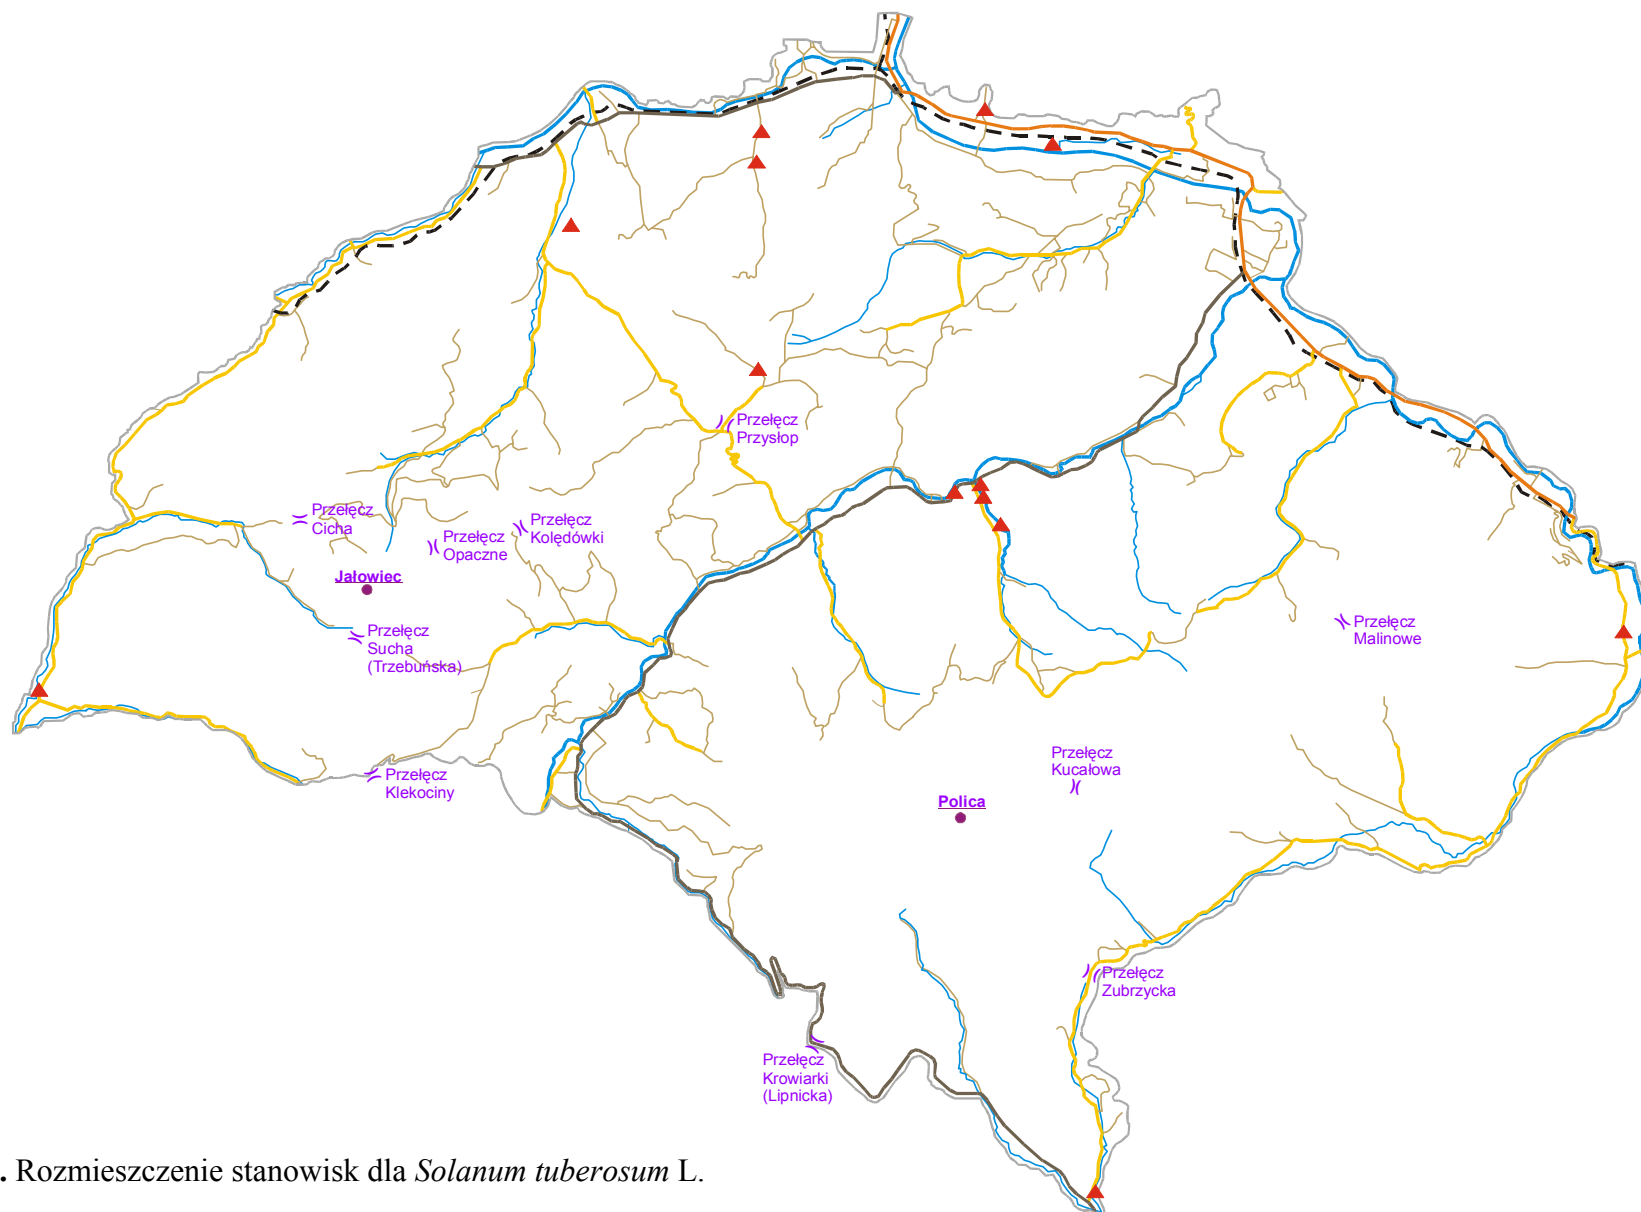 Przełęcz
Przysłop
Przełęcz
Cicha
Przełęcz
Kolędówki
Przełęcz
Opaczne
Jałowiec
Przełęcz
Sucha
(Trzebuńska)
Przełęcz
Malinowe
Przełęcz
Klekociny
Przełęcz
Kucałowa
Polica
Przełęcz
Zubrzycka
Przełęcz
Krowiarki
(Lipnicka)
. Rozmieszczenie stanowisk dla Solanum tuberosum L.